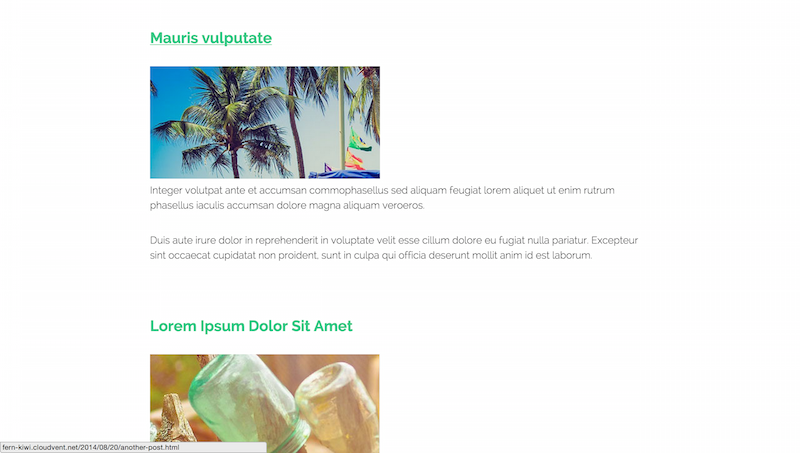 Mauris vulputate
Integer volutpat ante et accumsan commophasellus sed aliquam feugiat lorem aliquet ut enim rutrum
phasellus iaculis accumsan dolore magna aliquam veroeros.
Duis aute irure dolor in reprehenderit in voluptate velit esse cillum dolore eu fugiat nulla pariatur. Excepteur
sint occaecat cupidatat non proident, sunt in culpa qui officia deserunt mollit anim id est laborum.
Lorem Ipsum Dolor Sit Amet
fern-kiwi.cloudvent.net/2014/08/20/another-post.html